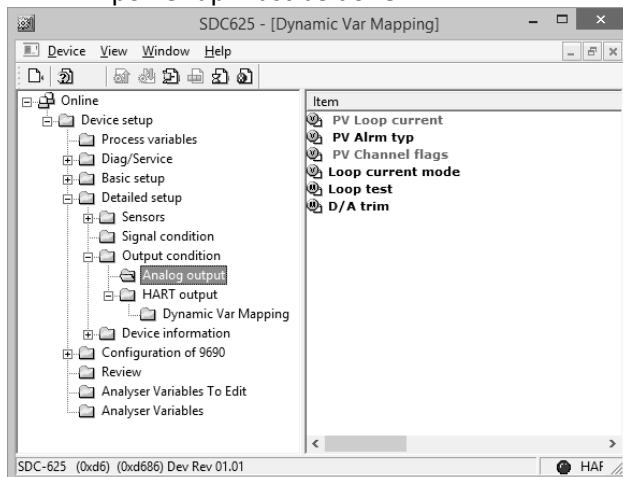 SDC625 - [Dynamic Var Mapping]
Device View Window Help
Online
Device setup
Process variables
Diag/Service
Basic setup
Detailed setup
Sensors
Signal condition
Output condition
Analog output
HART output
Dynamic Var Mapping
Device information
Configuration of 9690
Review
Analyser Variables To Edit
Analyser Variables
Item
PV Loop current
PV Alrm typ
PV Channel flags
Loop current mode
Loop test
D/A trim
SDC-625 (0xd6) (0xd686) Dev Rev 01.01
HAF